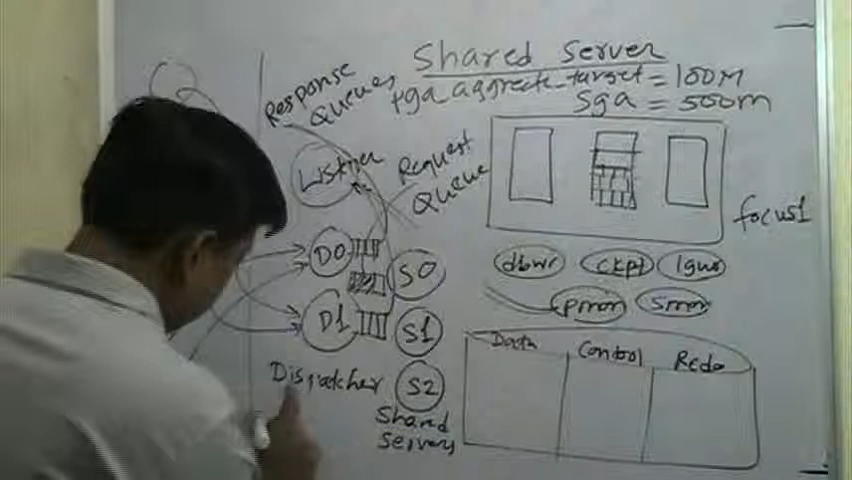 Shared Server
Pga_aggrecte_target = 100M
Sga = 500m
Response
Queues
Listner
Request
Queue
focus1
D0
S0
dbwr
ckpt
lgwr
pmon
smon
D1
S1
Data
Control
Redo
Dispatcher
S2
Shared
Servers